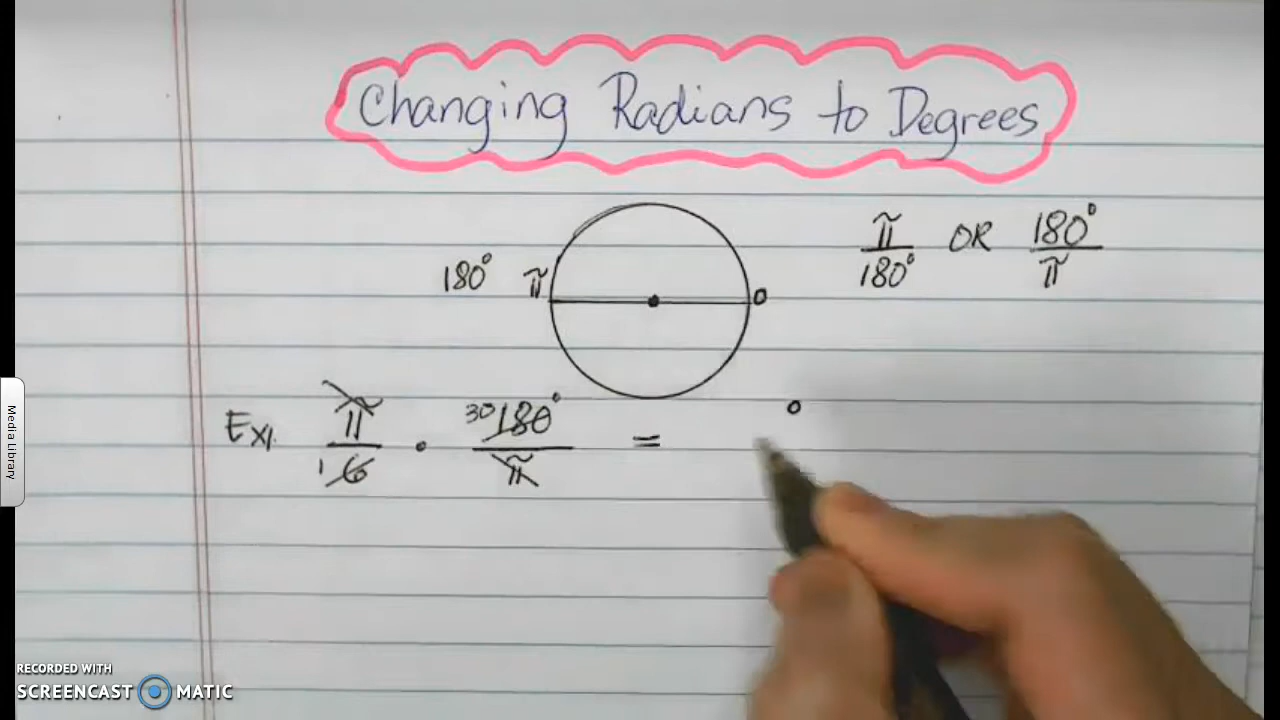 Changing Radians to Degrees
π/180° OR 180°/π
180° π 0
Ex1. π/6 · 180°/π = °
30
1
Media Library
RECORDED WITH
SCREENCAST MATIC